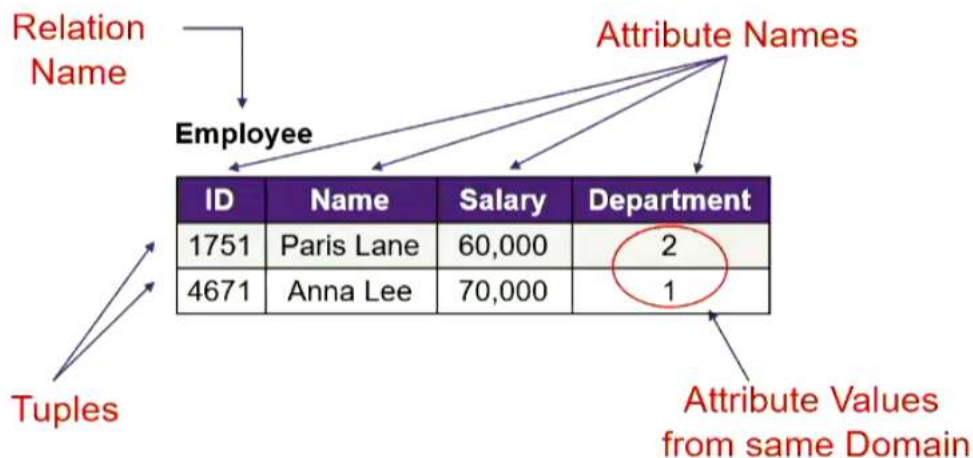 Relation
Name
Attribute Names
Employee
ID Name Salary Department
1751 Paris Lane 60,000 2
4671 Anna Lee 70,000 1
Tuples
Attribute Values
from same Domain